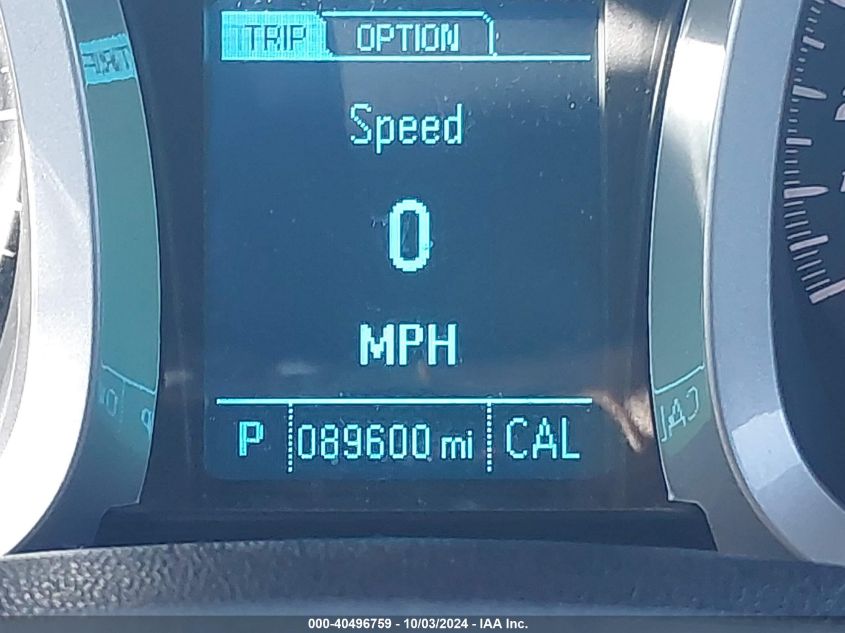 TRIP OPTION
Speed
0
MPH
P 089600 mi CAL
000-40496759 - 10/03/2024 - IAA Inc.